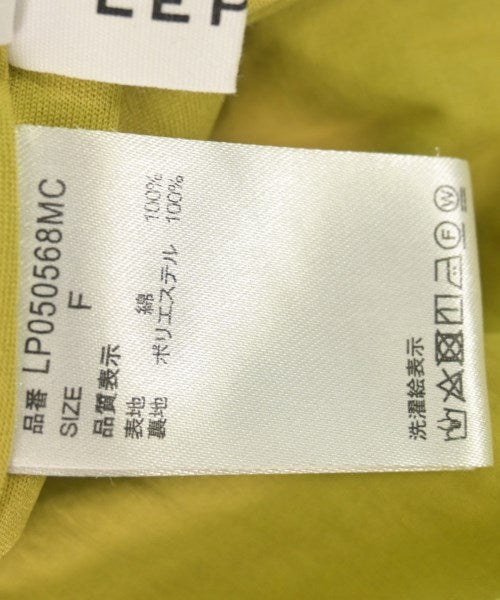 LEP
品番 LP050568MC
SIZE F
品質表示
表地 綿 100%
裏地 ポリエステル 100%
洗濯絵表示
F W